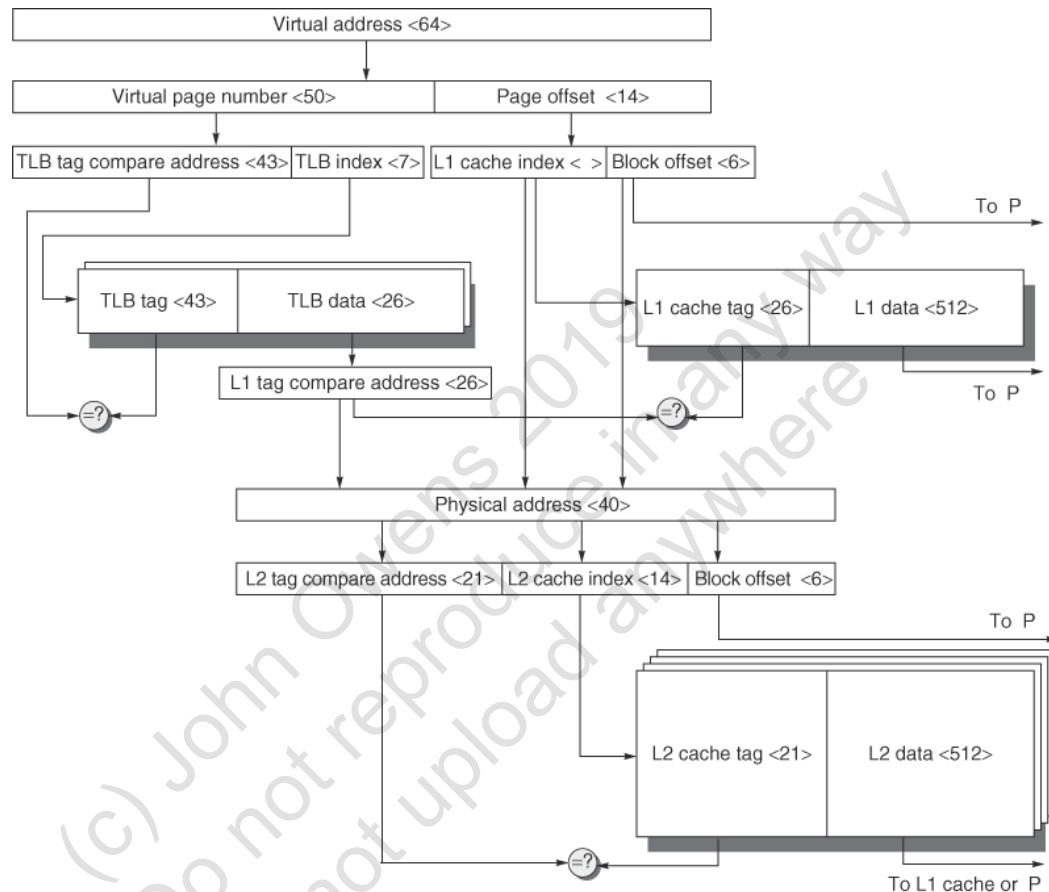 Virtual address <64>
Virtual page number <50> Page offset <14>
TLB tag compare address <43> TLB index <7> L1 cache index < > Block offset <6>
To P
TLB tag <43> TLB data <26> L1 cache tag <26> L1 data <512>
L1 tag compare address <26>
To P
=? =?
Physical address <40>
L2 tag compare address <21> L2 cache index <14> Block offset <6>
To P
L2 cache tag <21> L2 data <512>
=?
To L1 cache or P
(c) John Owens 2019
Do not reproduce in any way
Do not upload anywhere